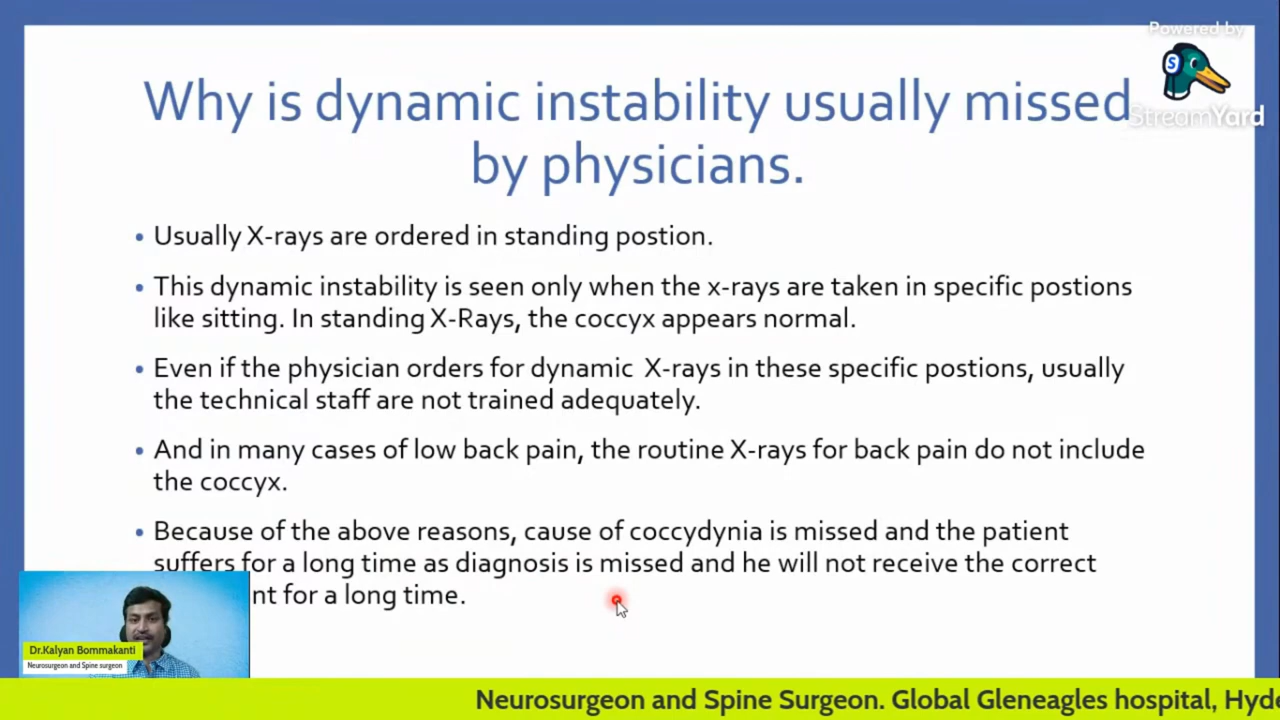 Powered by
S
StreamYard
Why is dynamic instability usually missed
by physicians.
• Usually X-rays are ordered in standing postion.
• This dynamic instability is seen only when the x-rays are taken in specific postions
like sitting. In standing X-Rays, the coccyx appears normal.
• Even if the physician orders for dynamic X-rays in these specific postions, usually
the technical staff are not trained adequately.
• And in many cases of low back pain, the routine X-rays for back pain do not include
the coccyx.
• Because of the above reasons, cause of coccydynia is missed and the patient
suffers for a long time as diagnosis is missed and he will not receive the correct
nt for a long time.
Dr.Kalyan Bommakanti
Neurosurgeon and Spine surgeon
Neurosurgeon and Spine Surgeon. Global Gleneagles hospital, Hyd